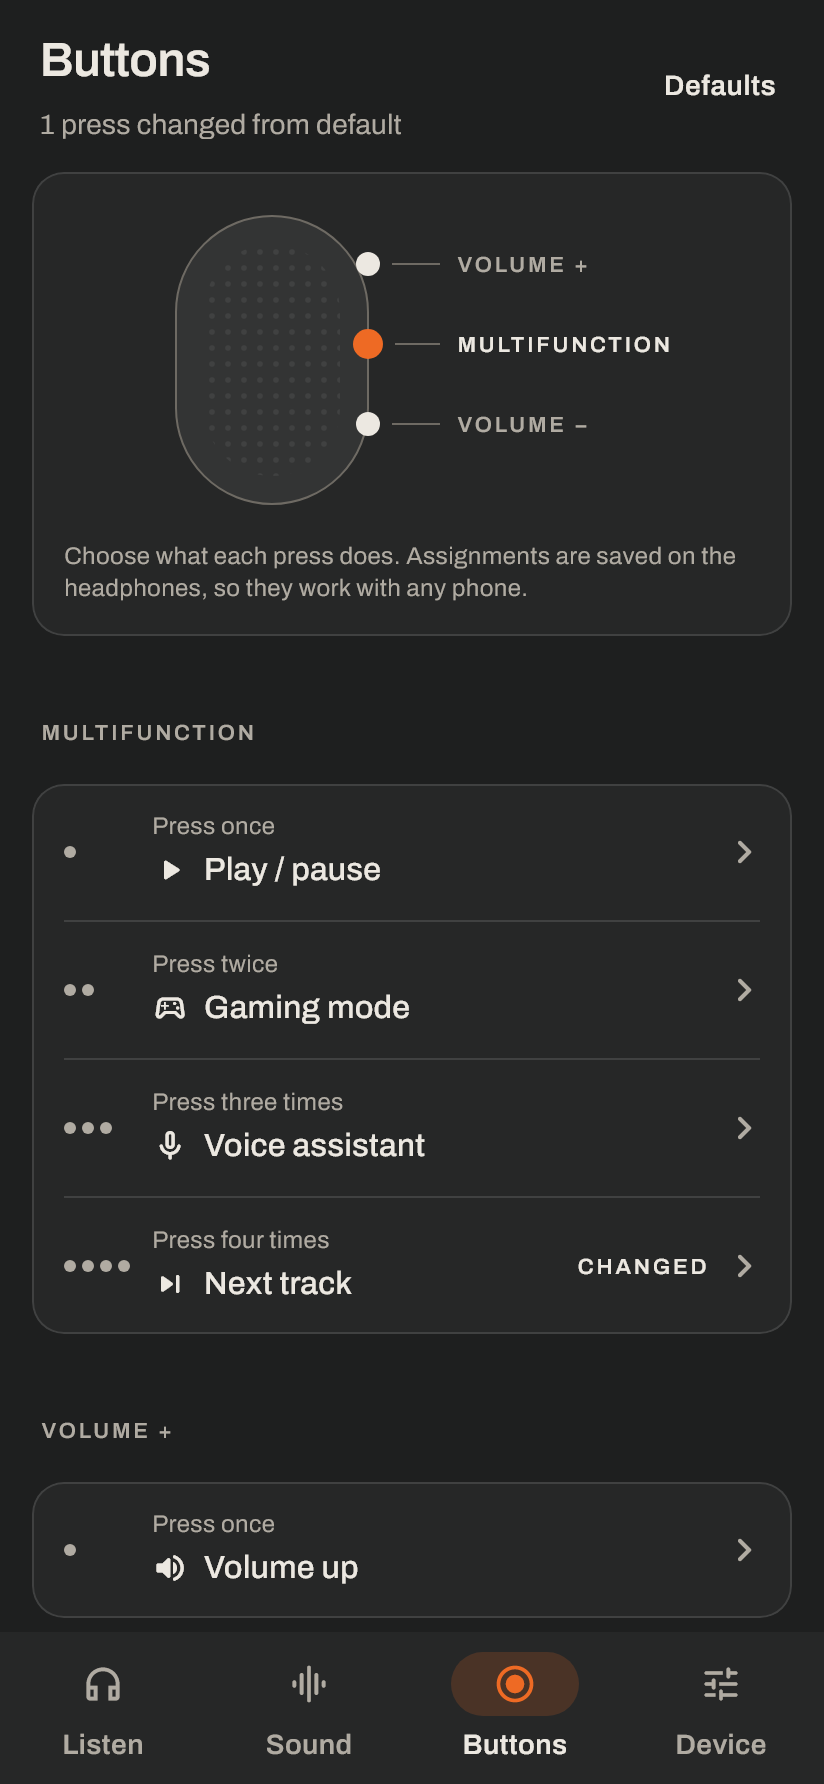 Buttons
Defaults
1 press changed from default
VOLUME +
MULTIFUNCTION
VOLUME –
Choose what each press does. Assignments are saved on the
headphones, so they work with any phone.
MULTIFUNCTION
Press once
Play / pause
Press twice
Gaming mode
Press three times
Voice assistant
Press four times
Next track
CHANGED
VOLUME +
Press once
Volume up
Listen
Sound
Buttons
Device